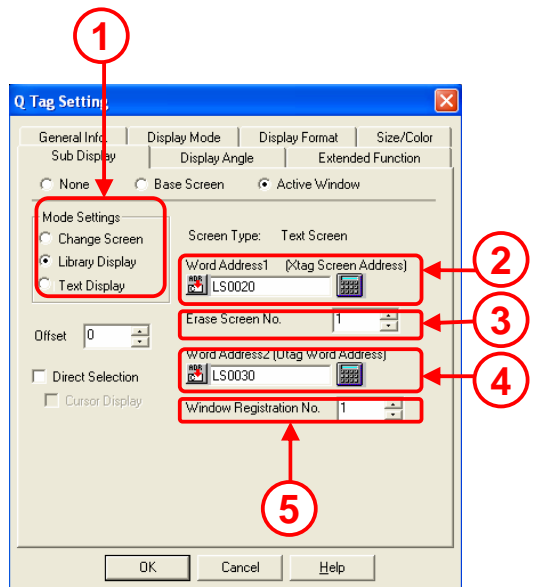 1
Q Tag Setting
General Info. Display Mode Display Format Size/Color
Sub Display Display Angle Extended Function
None Base Screen Active Window
Mode Settings
Change Screen
Library Display
Text Display
Screen Type: Text Screen
Word Address1 (Xtag Screen Address)
LS0020
2
Erase Screen No. 1
3
Offset 0
Word Address2 (Utag Word Address)
LS0030
4
Direct Selection
Cursor Display
Window Registration No. 1
5
OK Cancel Help